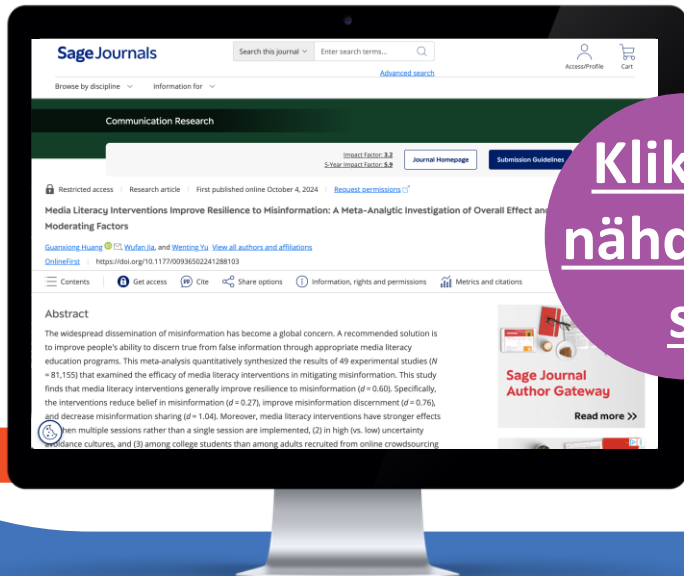 Sage Journals
Search this journal
Enter search terms...
Advanced search
Access/Profile
Cart
Browse by discipline
Information for
Communication Research
Impact Factor: 3.2
5-Year Impact Factor: 5.9
Journal Homepage
Submission Guidelines
Restricted access
Research article
First published online October 4, 2024
Request permissions
Media Literacy Interventions Improve Resilience to Misinformation: A Meta-Analytic Investigation of Overall Effect and
Moderating Factors
Guanxiong Huang, Wufan Jia, and Wenting Yu View all authors and affiliations
OnlineFirst
https://doi.org/10.1177/00936502241288103
Contents
Get access
Cite
Share options
Information, rights and permissions
Metrics and citations
Abstract
The widespread dissemination of misinformation has become a global concern. A recommended solution is
to improve people's ability to discern true from false information through appropriate media literacy
education programs. This meta-analysis quantitatively synthesized the results of 49 experimental studies (N
= 81,155) that examined the efficacy of media literacy interventions in mitigating misinformation. This study
finds that media literacy interventions generally improve resilience to misinformation (d = 0.60). Specifically,
the interventions reduce belief in misinformation (d = 0.27), improve misinformation discernment (d = 0.76),
and decrease misinformation sharing (d = 1.04). Moreover, media literacy interventions have stronger effects
when multiple sessions rather than a single session are implemented, (2) in high (vs. low) uncertainty
avoidance cultures, and (3) among college students than among adults recruited from online crowdsourcing
Sage Journal
Author Gateway
Read more >>
Klik
nähd
s